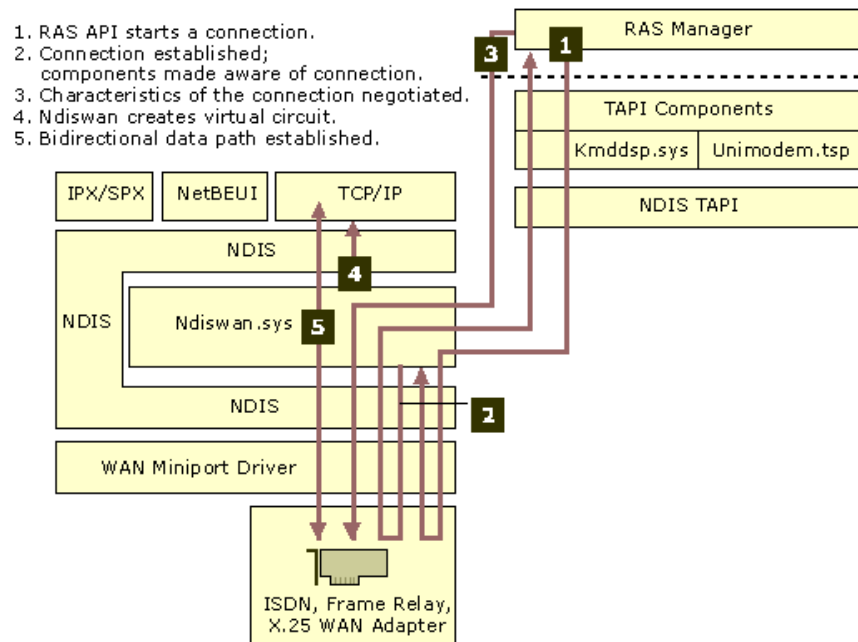 1. RAS API starts a connection.
2. Connection established;
components made aware of connection.
3. Characteristics of the connection negotiated.
4. Ndiswan creates virtual circuit.
5. Bidirectional data path established.
3
1
RAS Manager
TAPI Components
Kmddsp.sys
Unimodem.tsp
NDIS TAPI
IPX/SPX
NetBEUI
TCP/IP
NDIS
4
NDIS
Ndiswan.sys
5
NDIS
2
WAN Miniport Driver
ISDN, Frame Relay,
X.25 WAN Adapter